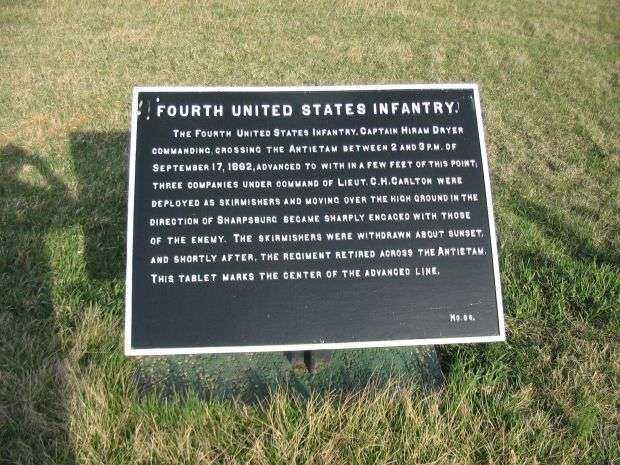 FOURTH UNITED STATES INFANTRY.
THE FOURTH UNITED STATES INFANTRY, CAPTAIN HIRAM DRYER
COMMANDING, CROSSING THE ANTIETAM BETWEEN 2 AND 3 P.M. OF
SEPTEMBER 17, 1862, ADVANCED TO WITH IN A FEW FEET OF THIS POINT;
THREE COMPANIES UNDER COMMAND OF LIEUT. C.H. CARLTON WERE
DEPLOYED AS SKIRMISHERS AND MOVING OVER THE HIGH GROUND IN THE
DIRECTION OF SHARPSBURG BECAME SHARPLY ENGAGED WITH THOSE
OF THE ENEMY. THE SKIRMISHERS WERE WITHDRAWN ABOUT SUNSET,
AND SHORTLY AFTER, THE REGIMENT RETIRED ACROSS THE ANTIETAM.
THIS TABLET MARKS THE CENTER OF THE ADVANCED LINE.